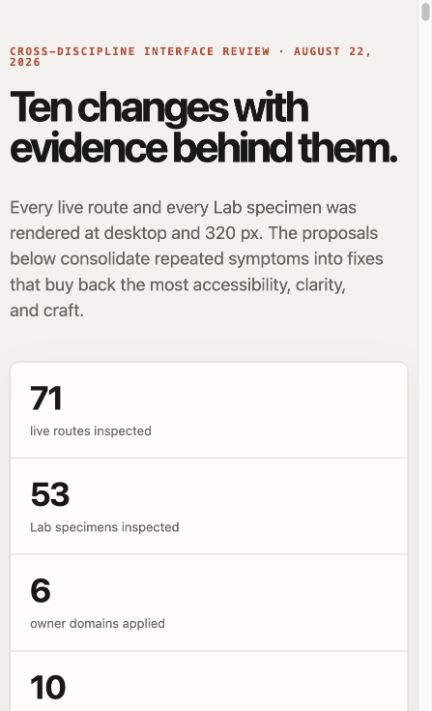 CROSS-DISCIPLINE INTERFACE REVIEW · AUGUST 22,
2026
Ten changes with
evidence behind them.
Every live route and every Lab specimen was
rendered at desktop and 320 px. The proposals
below consolidate repeated symptoms into fixes
that buy back the most accessibility, clarity,
and craft.
71
live routes inspected
53
Lab specimens inspected
6
owner domains applied
10